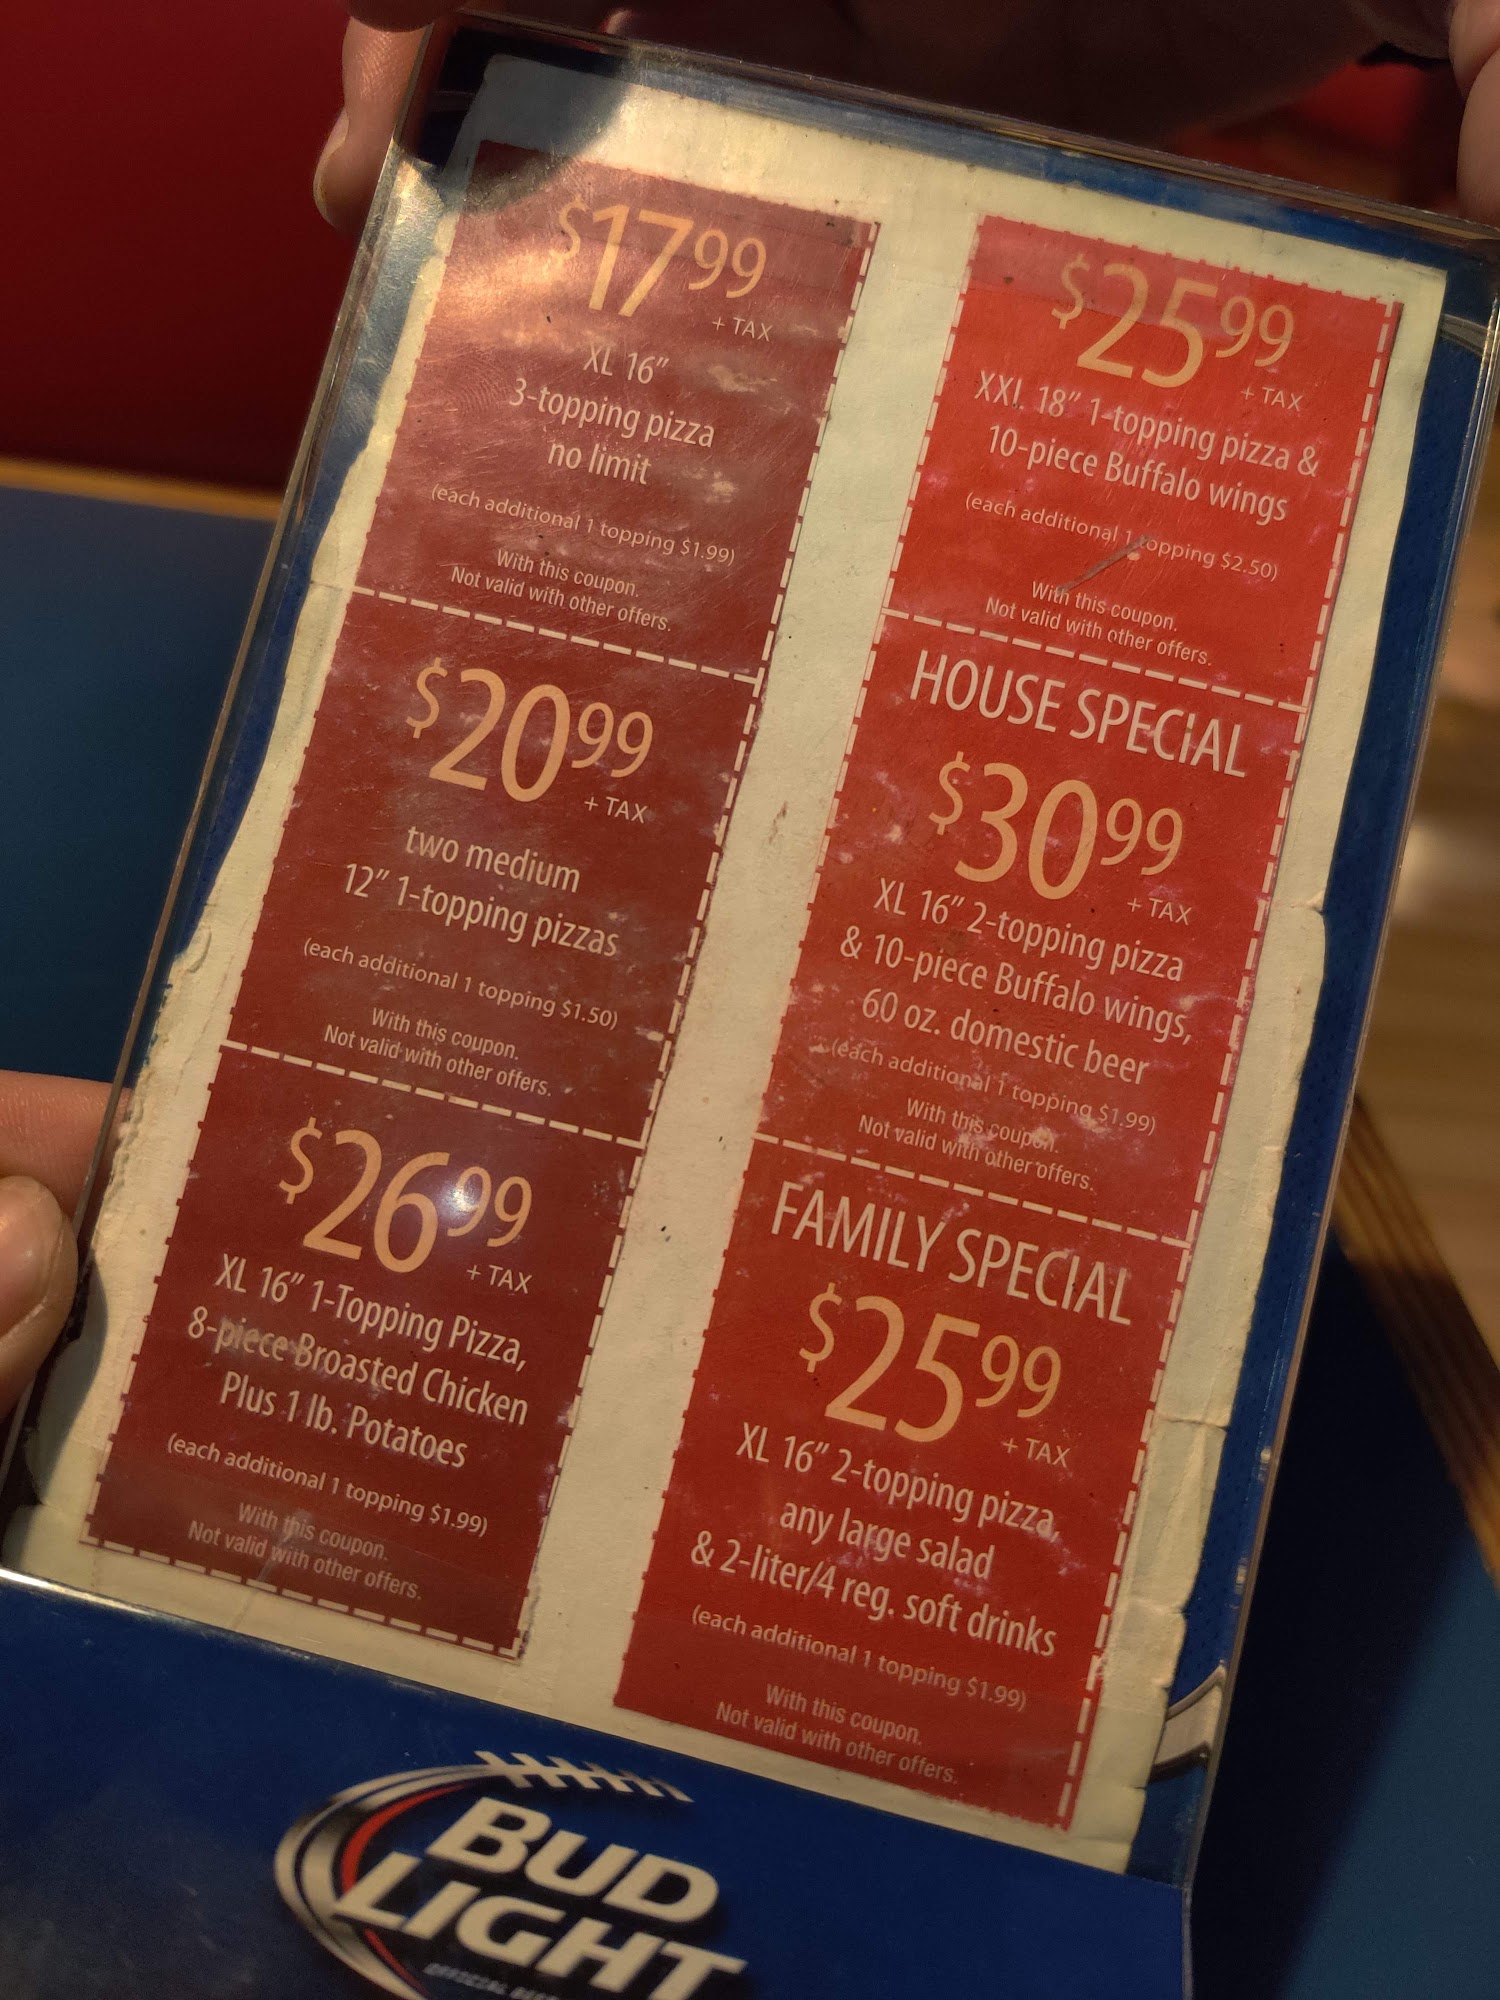 $17.99
+ TAX
XL 16”
3-topping pizza
no limit
(each additional 1 topping $1.99)
With this coupon.
Not valid with other offers.
$20.99
+ TAX
two medium
12” 1-topping pizzas
(each additional 1 topping $1.50)
With this coupon.
Not valid with other offers.
$26.99
+ TAX
XL 16” 1-Topping Pizza,
8-piece Broasted Chicken
Plus 1 lb. Potatoes
(each additional 1 topping $1.99)
With this coupon.
Not valid with other offers.
$25.99
+ TAX
XXL 18” 1-topping pizza &
10-piece Buffalo wings
(each additional 1 topping $2.50)
With this coupon.
Not valid with other offers.
HOUSE SPECIAL
$30.99
+ TAX
XL 16” 2-topping pizza
& 10-piece Buffalo wings,
60 oz. domestic beer
(each additional 1 topping $1.99)
With this coupon.
Not valid with other offers.
FAMILY SPECIAL
$25.99
+ TAX
XL 16” 2-topping pizza,
any large salad
& 2-liter/4 reg. soft drinks
(each additional 1 topping $1.99)
With this coupon.
Not valid with other offers.
BUD
LIGHT